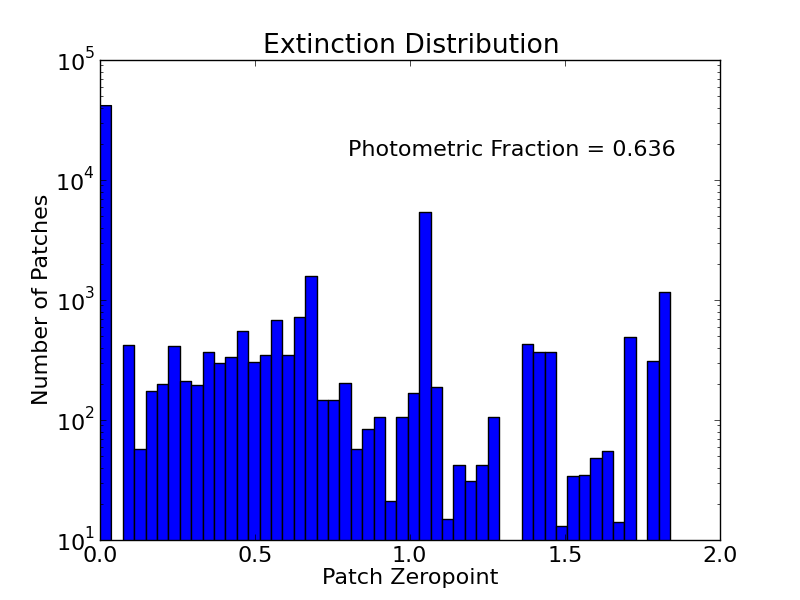 Extinction Distribution
Photometric Fraction = 0.636
Number of Patches
10^5
10^4
10^3
10^2
10^1
0.0 0.5 1.0 1.5 2.0
Patch Zeropoint